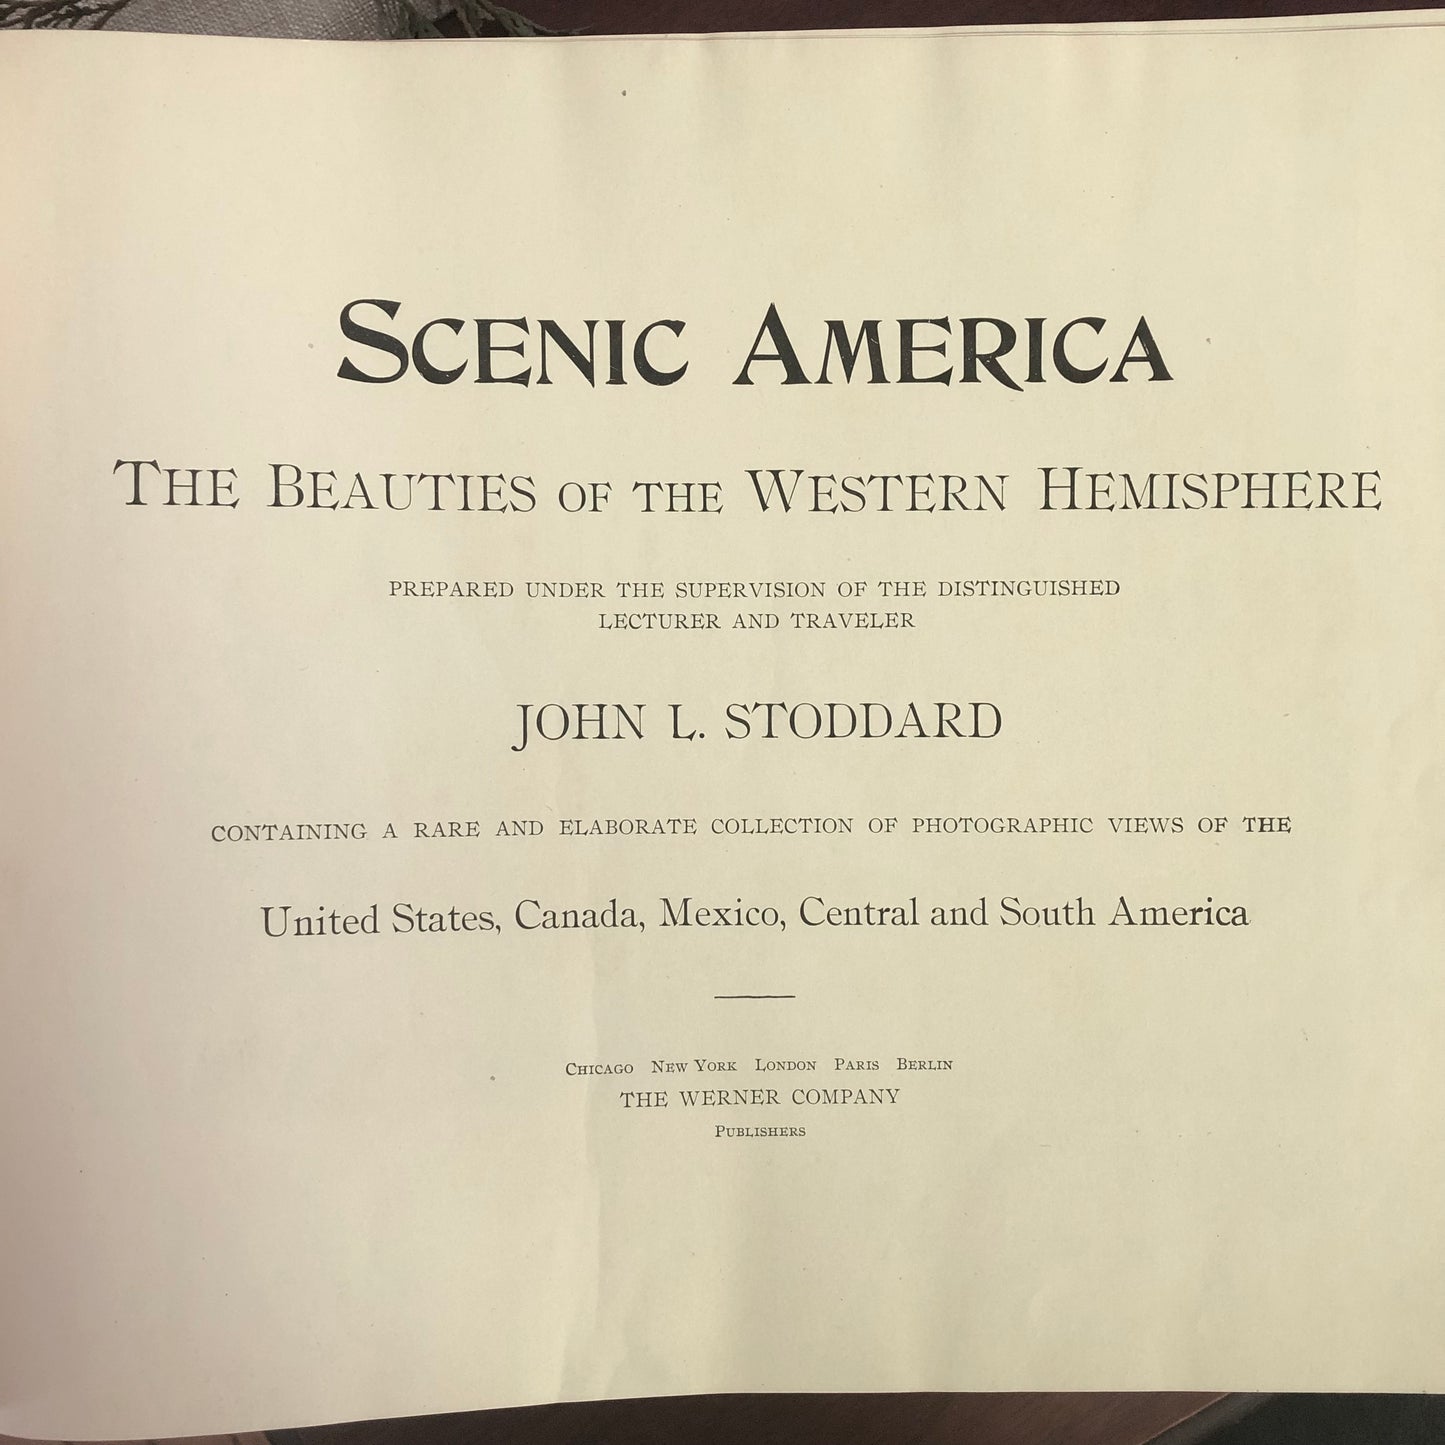 SCENIC AMERICA
THE BEAUTIES OF THE WESTERN HEMISPHERE
PREPARED UNDER THE SUPERVISION OF THE DISTINGUISHED
LECTURER AND TRAVELER
JOHN L. STODDARD
CONTAINING A RARE AND ELABORATE COLLECTION OF PHOTOGRAPHIC VIEWS OF THE
United States, Canada, Mexico, Central and South America
CHICAGO NEW YORK LONDON PARIS BERLIN
THE WERNER COMPANY
PUBLISHERS